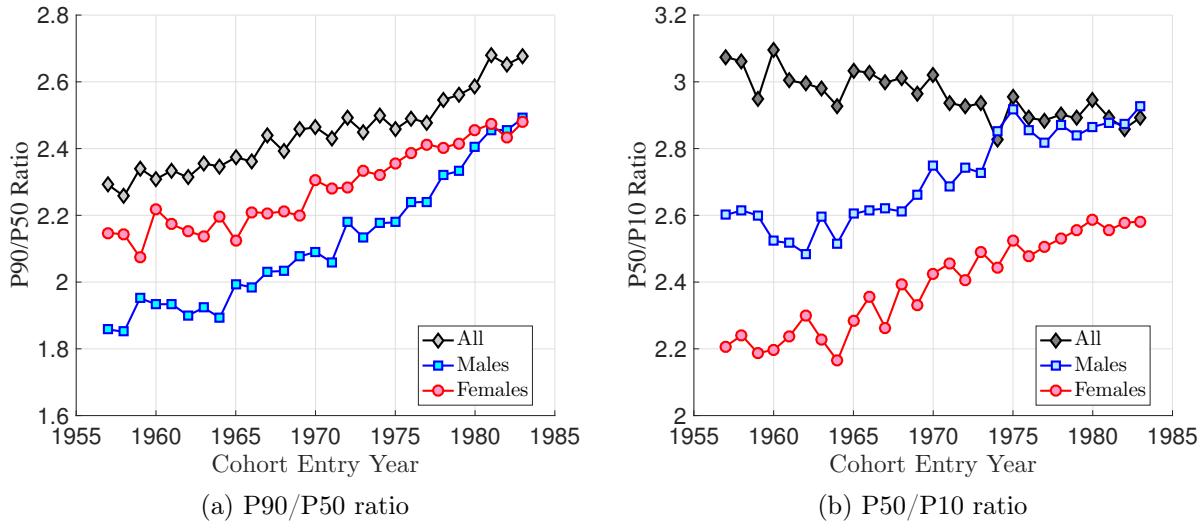 2.8
2.6
2.4
2.2
2
1.8
1.6
P90/P50 Ratio
All
Males
Females
1955 1960 1965 1970 1975 1980 1985
Cohort Entry Year
(a) P90/P50 ratio
3.2
3
2.8
2.6
2.4
2.2
2
P50/P10 Ratio
All
Males
Females
1955 1960 1965 1970 1975 1980 1985
Cohort Entry Year
(b) P50/P10 ratio